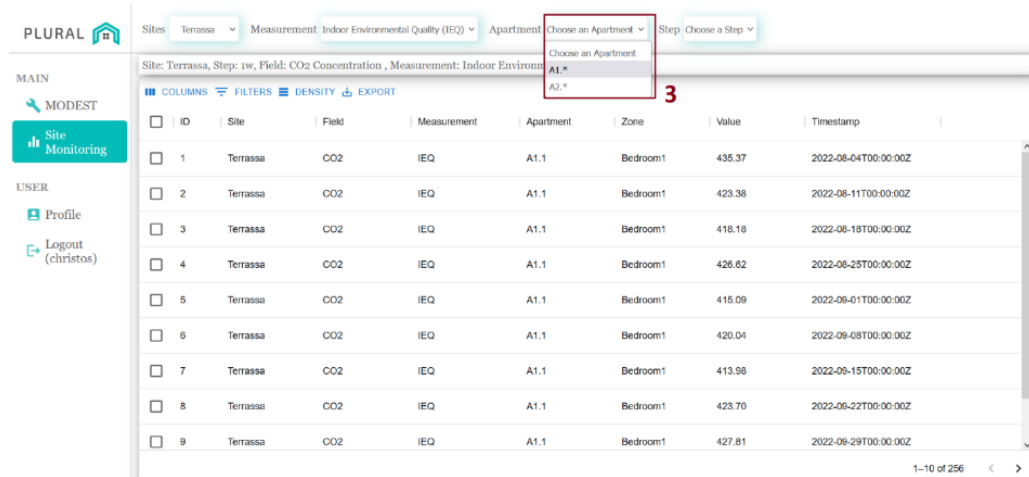 PLURAL
Sites Terrassa Measurement Indoor Environmental Quality (IEQ) Apartment Choose an Apartment Step Choose a Step
Choose an Apartment
A1.*
A2.*
3
Site: Terrassa, Step: 1w, Field: CO2 Concentration , Measurement: Indoor Environm
MAIN
MODEST
Site
Monitoring
USER
Profile
Logout
(christos)
COLUMNS FILTERS DENSITY EXPORT
ID Site Field Measurement Apartment Zone Value Timestamp
1 Terrassa CO2 IEQ A1.1 Bedroom1 435.37 2022-08-04T00:00:00Z
2 Terrassa CO2 IEQ A1.1 Bedroom1 423.38 2022-08-11T00:00:00Z
3 Terrassa CO2 IEQ A1.1 Bedroom1 418.18 2022-08-18T00:00:00Z
4 Terrassa CO2 IEQ A1.1 Bedroom1 426.62 2022-08-25T00:00:00Z
5 Terrassa CO2 IEQ A1.1 Bedroom1 415.09 2022-09-01T00:00:00Z
6 Terrassa CO2 IEQ A1.1 Bedroom1 420.04 2022-09-08T00:00:00Z
7 Terrassa CO2 IEQ A1.1 Bedroom1 413.98 2022-09-15T00:00:00Z
8 Terrassa CO2 IEQ A1.1 Bedroom1 423.70 2022-09-22T00:00:00Z
9 Terrassa CO2 IEQ A1.1 Bedroom1 427.81 2022-09-29T00:00:00Z
1–10 of 256